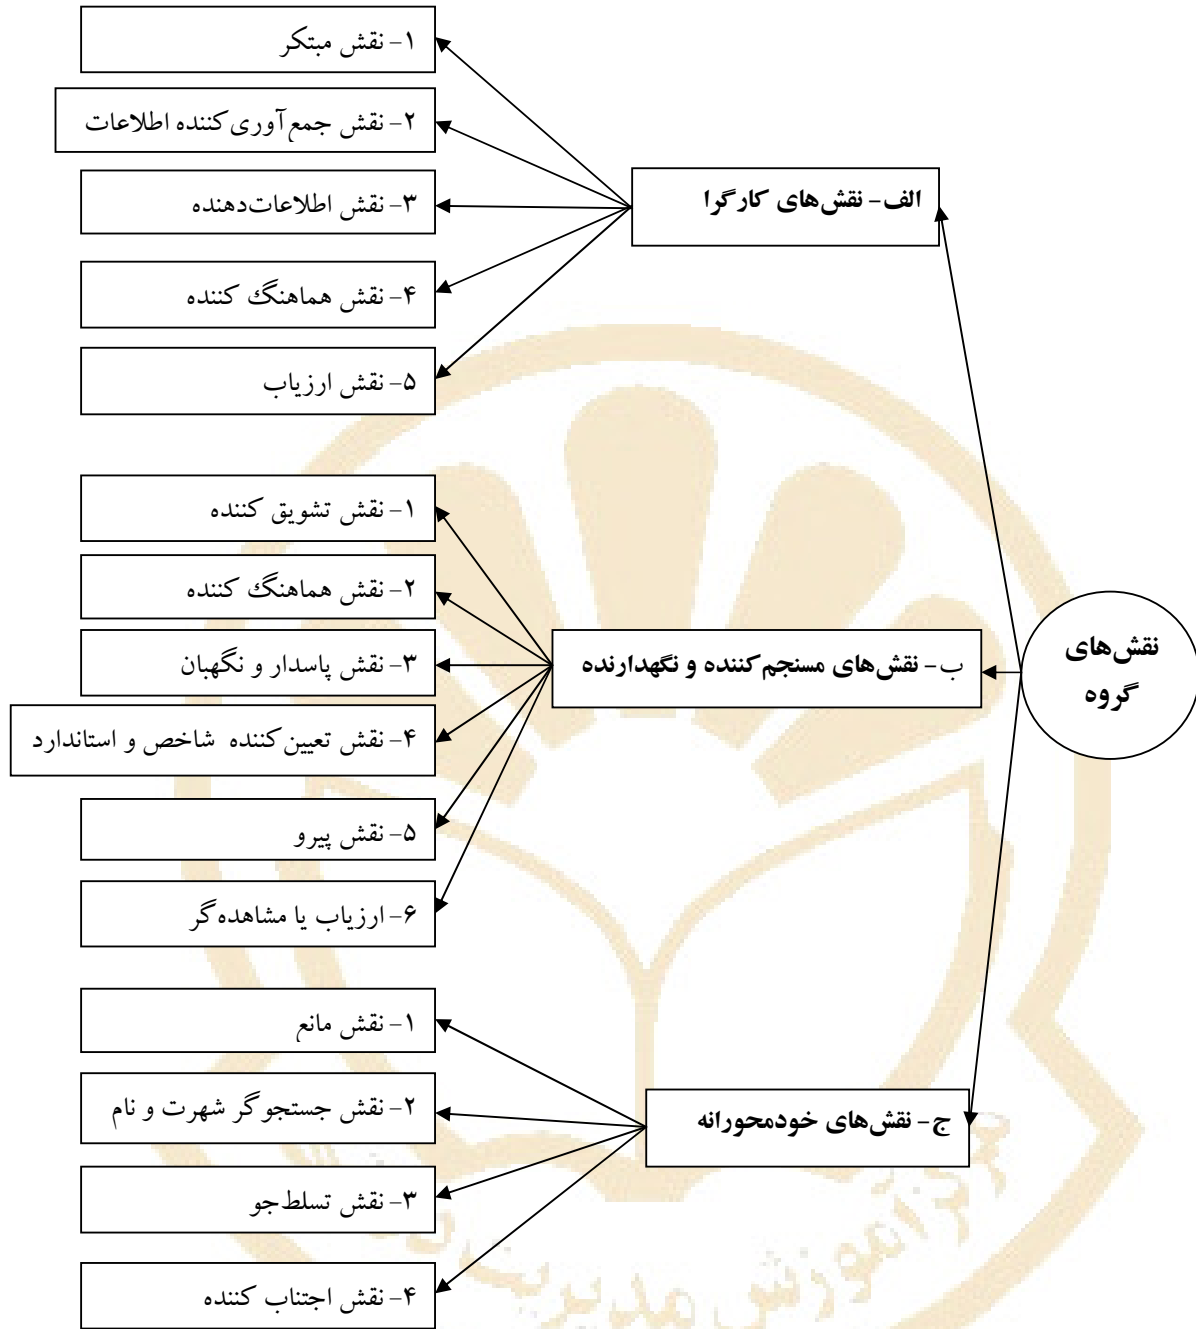 نقش‌های
گروه
الف- نقش‌های کارگرا
۱- نقش مبتکر
۲- نقش جمع‌آوری‌کننده اطلاعات
۳- نقش اطلاعات‌دهنده
۴- نقش هماهنگ کننده
۵- نقش ارزیاب
ب- نقش‌های مسنجم‌کننده و نگهدارنده
۱- نقش تشویق کننده
۲- نقش هماهنگ کننده
۳- نقش پاسدار و نگهبان
۴- نقش تعیین‌کننده شاخص و استاندارد
۵- نقش پیرو
۶- ارزیاب یا مشاهده‌گر
ج- نقش‌های خودمحورانه
۱- نقش مانع
۲- نقش جستجوگر شهرت و نام
۳- نقش تسلط‌جو
۴- نقش اجتناب کننده
مرکز آموزش مدیریت